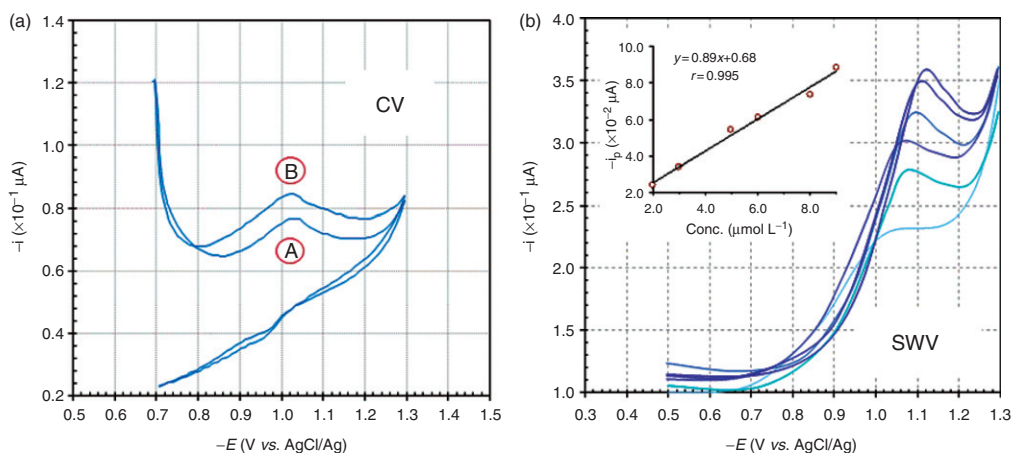 (a)
1.4
1.2
1.0
0.8
0.6
0.4
0.2
−i (×10⁻¹ μA)
CV
B
A
0.5 0.6 0.7 0.8 0.9 1.0 1.1 1.2 1.3 1.4 1.5
−E (V vs. AgCl/Ag)
(b)
4.0
3.5
3.0
2.5
2.0
1.5
1.0
−i (×10⁻¹ μA)
10.0
8.0
6.0
4.0
2.0
−iₚ (×10⁻² μA)
y=0.89x+0.68
r=0.995
2.0 4.0 6.0 8.0
Conc. (μmol L⁻¹)
SWV
0.3 0.4 0.5 0.6 0.7 0.8 0.9 1.0 1.1 1.2 1.3
−E (V vs. AgCl/Ag)